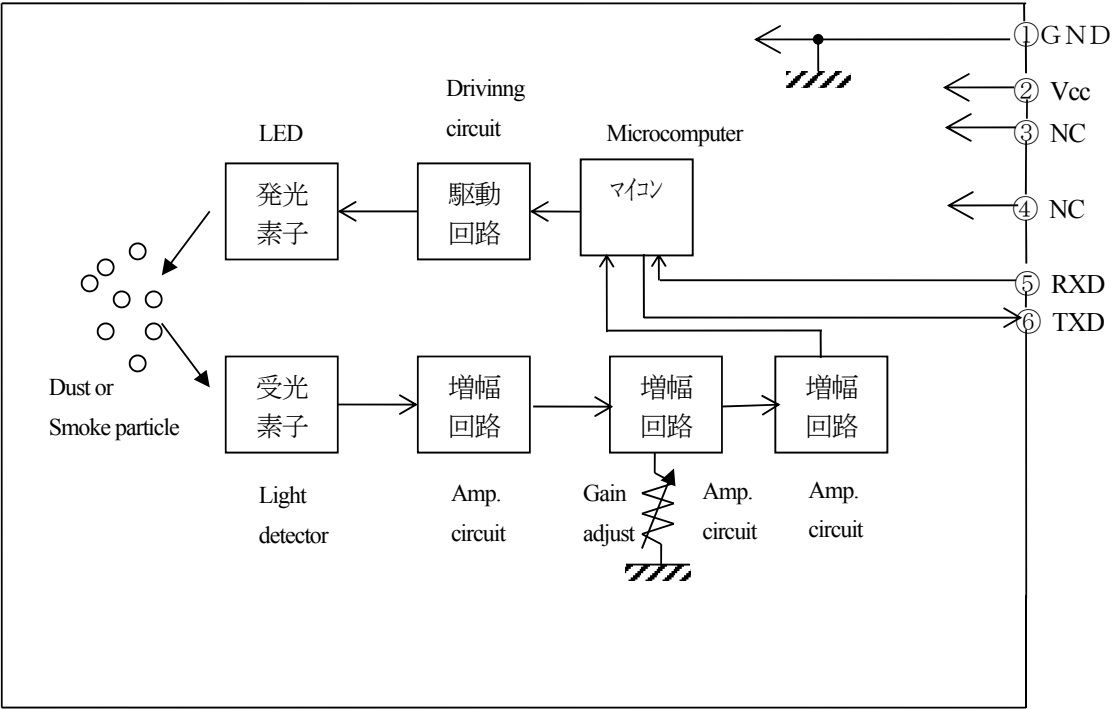 ①ＧＮＤ
② Vcc
③ NC
④ NC
⑤ RXD
⑥ TXD
LED
Drivinng
circuit
Microcomputer
発光
素子
駆動
回路
ﾏｲｺﾝ
Dust or
Smoke particle
受光
素子
増幅
回路
増幅
回路
増幅
回路
Light
detector
Amp.
circuit
Gain
adjust
Amp.
circuit
Amp.
circuit